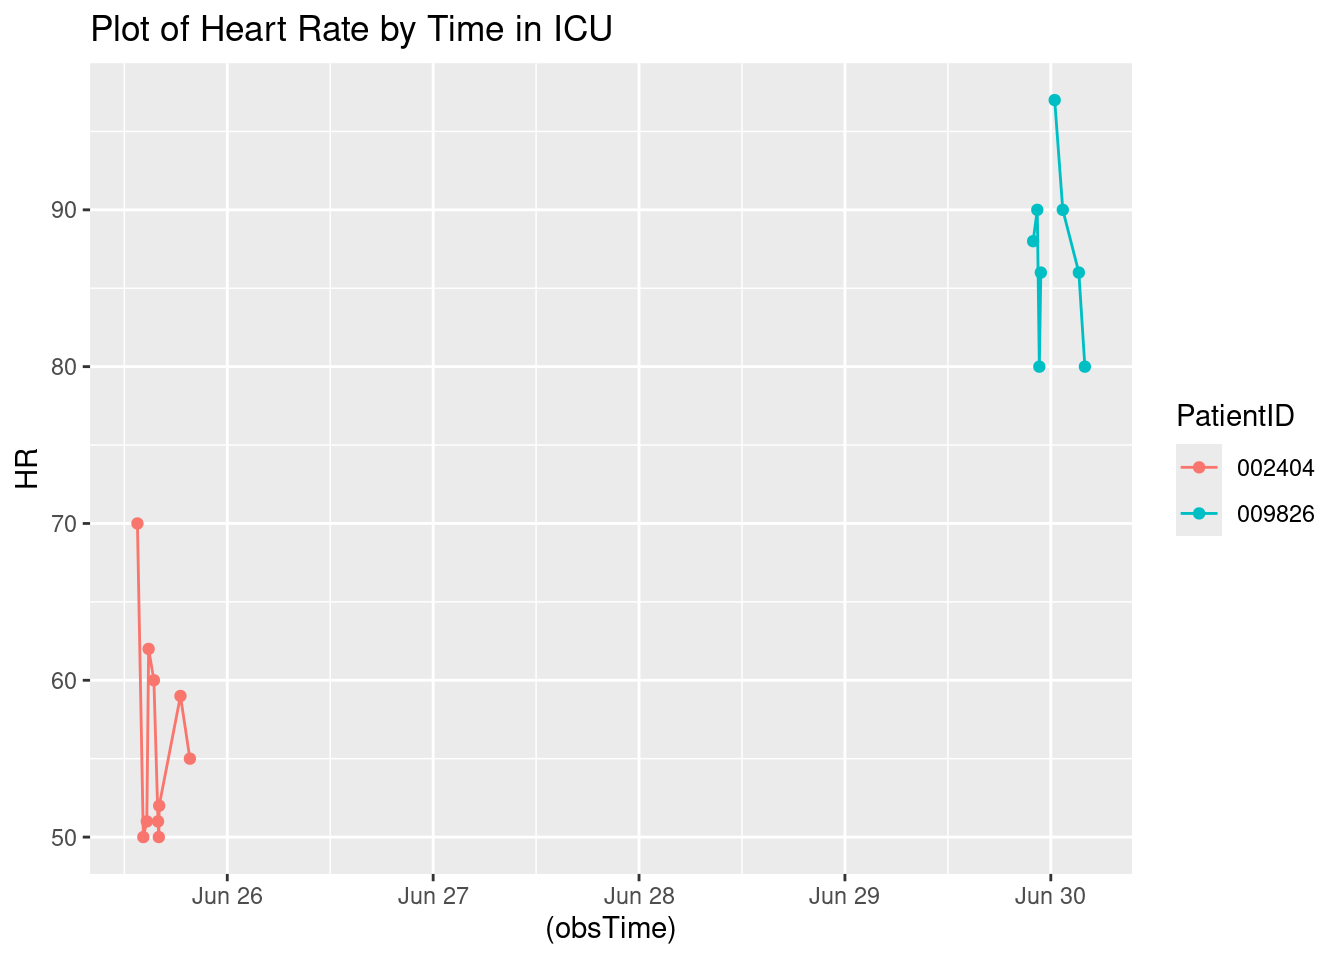 Plot of Heart Rate by Time in ICU
90
80
70
60
50
HR
Jun 26
Jun 27
Jun 28
Jun 29
Jun 30
(obsTime)
PatientID
002404
009826